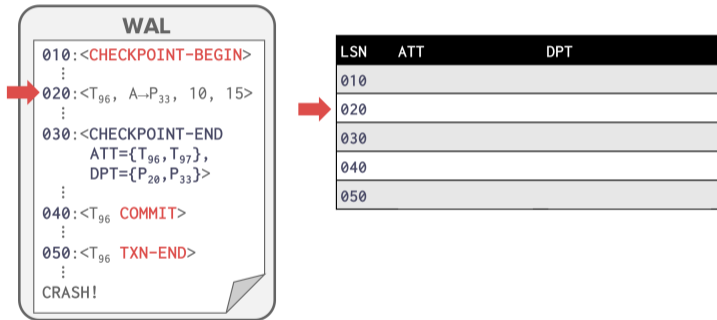 WAL
010:<CHECKPOINT-BEGIN>
⋮
020:<T₉₆, A→P₃₃, 10, 15>
⋮
030:<CHECKPOINT-END
ATT={T₉₆,T₉₇},
DPT={P₂₀,P₃₃}>
⋮
040:<T₉₆ COMMIT>
⋮
050:<T₉₆ TXN-END>
⋮
CRASH!
LSN ATT DPT
010
020
030
040
050